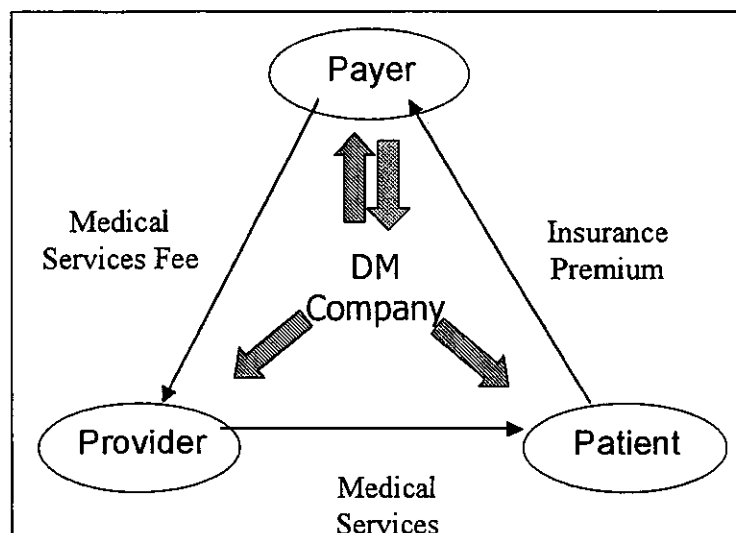 Payer
Medical
Services Fee
Insurance
Premium
DM
Company
Provider
Patient
Medical
Services